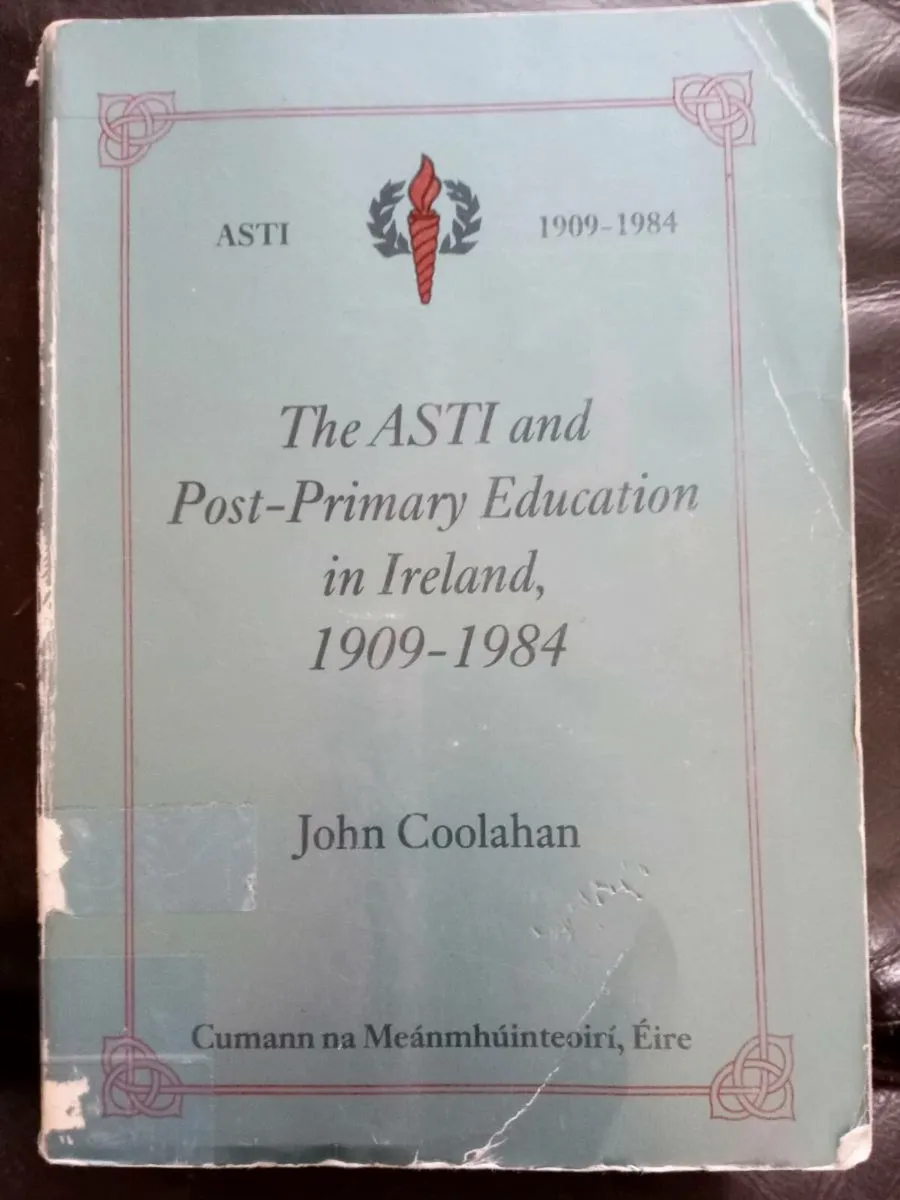 ASTI 1909-1984
The ASTI and
Post-Primary Education
in Ireland,
1909-1984
John Coolahan
Cumann na Meánmhúinteoirí, Éire